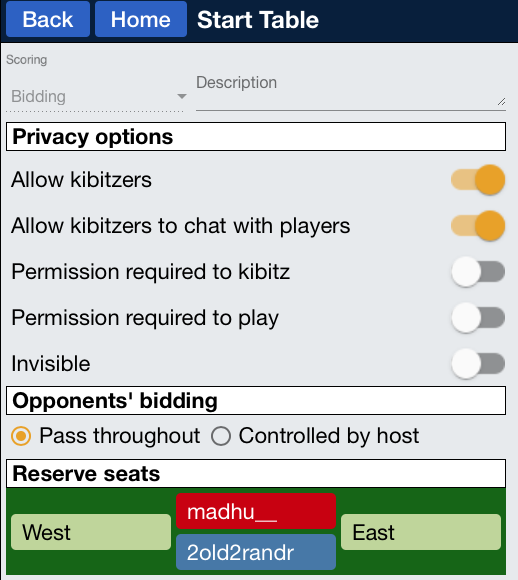 Back Home Start Table
Scoring
Bidding
Description
Privacy options
Allow kibitzers
Allow kibitzers to chat with players
Permission required to kibitz
Permission required to play
Invisible
Opponents' bidding
Pass throughout Controlled by host
Reserve seats
madhu__
West East
2old2randr